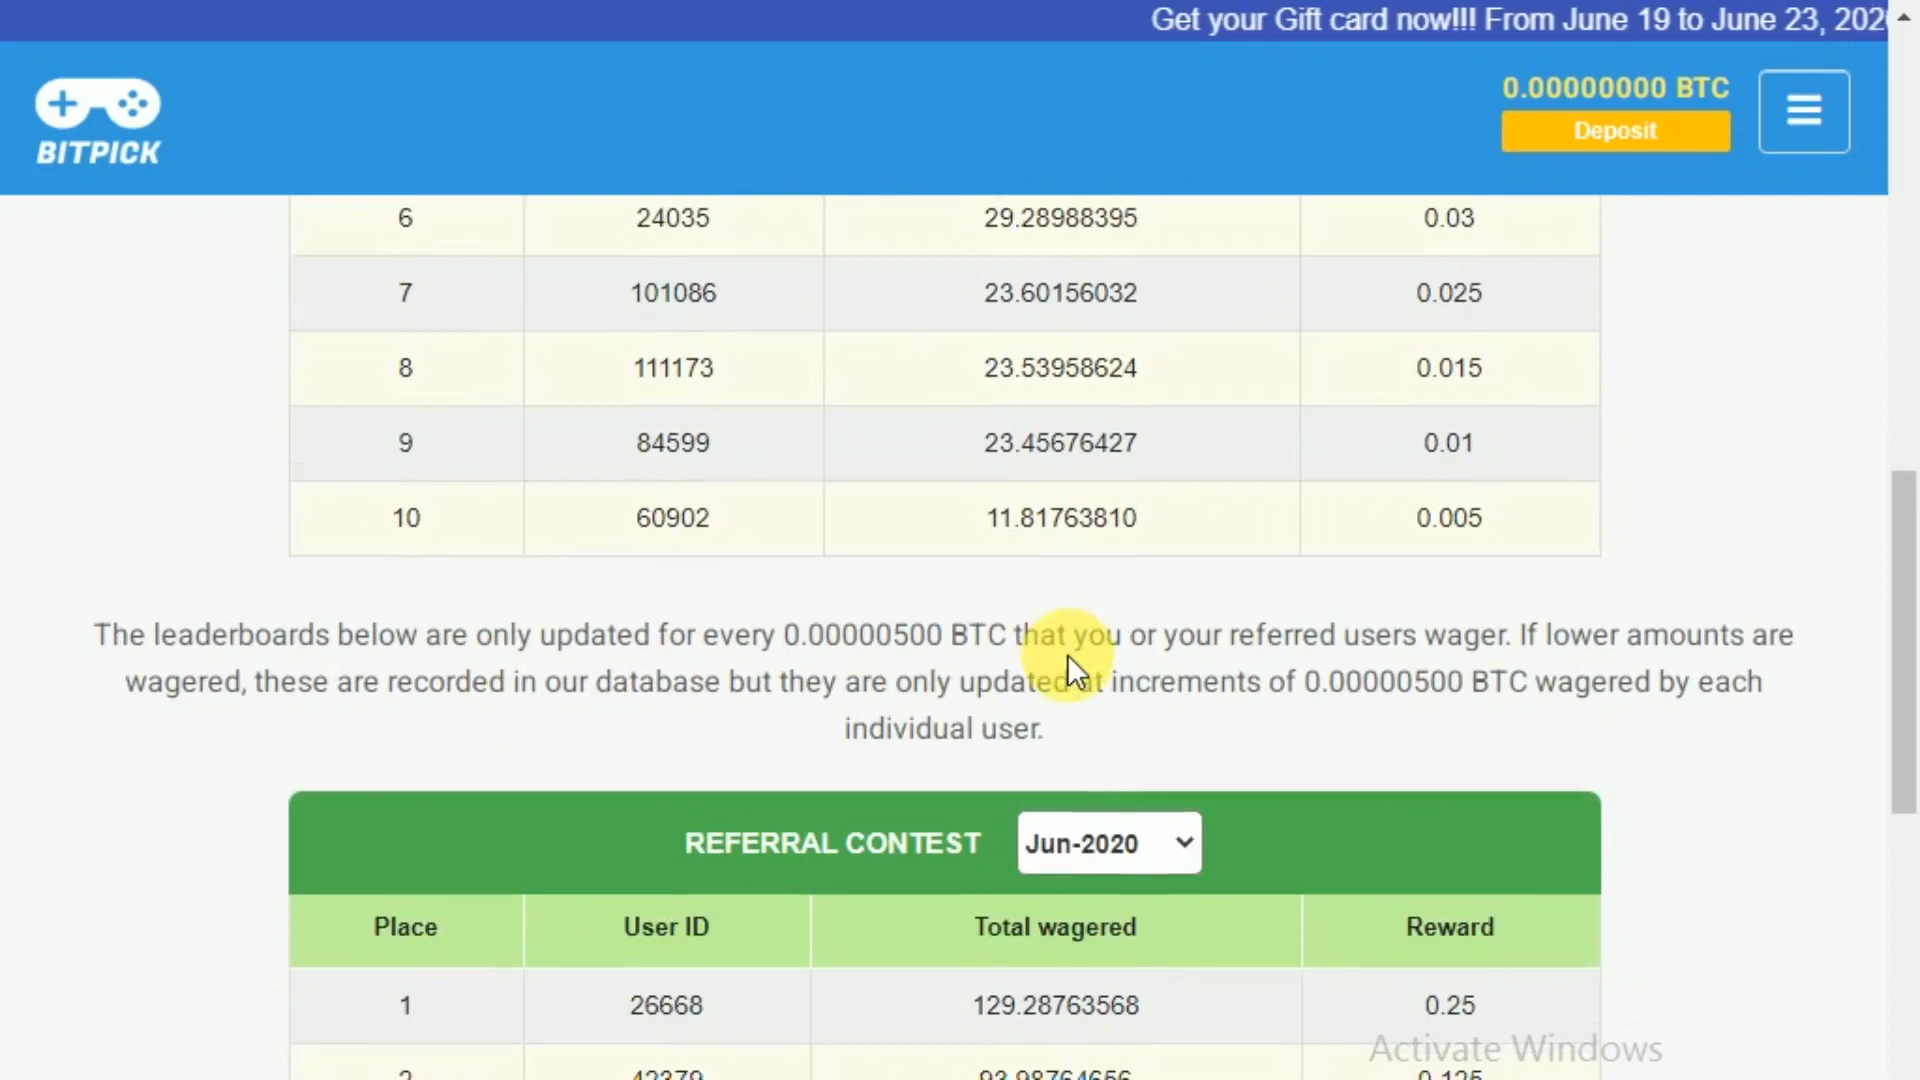 Get your Gift card now!!! From June 19 to June 23, 202
BITPICK
0.00000000 BTC
Deposit
6 24035 29.28988395 0.03
7 101086 23.60156032 0.025
8 111173 23.53958624 0.015
9 84599 23.45676427 0.01
10 60902 11.81763810 0.005
The leaderboards below are only updated for every 0.00000500 BTC that you or your referred users wager. If lower amounts are
wagered, these are recorded in our database but they are only updated at increments of 0.00000500 BTC wagered by each
individual user.
REFERRAL CONTEST Jun-2020
Place User ID Total wagered Reward
1 26668 129.28763568 0.25
Activate Windows